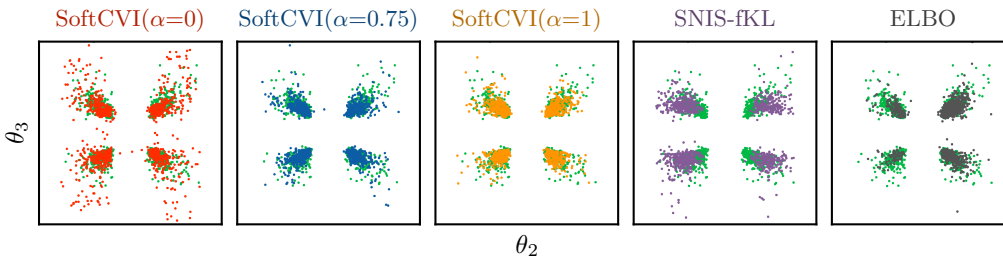 SoftCVI(α=0) SoftCVI(α=0.75) SoftCVI(α=1) SNIS-fKL ELBO
θ₃
θ₂